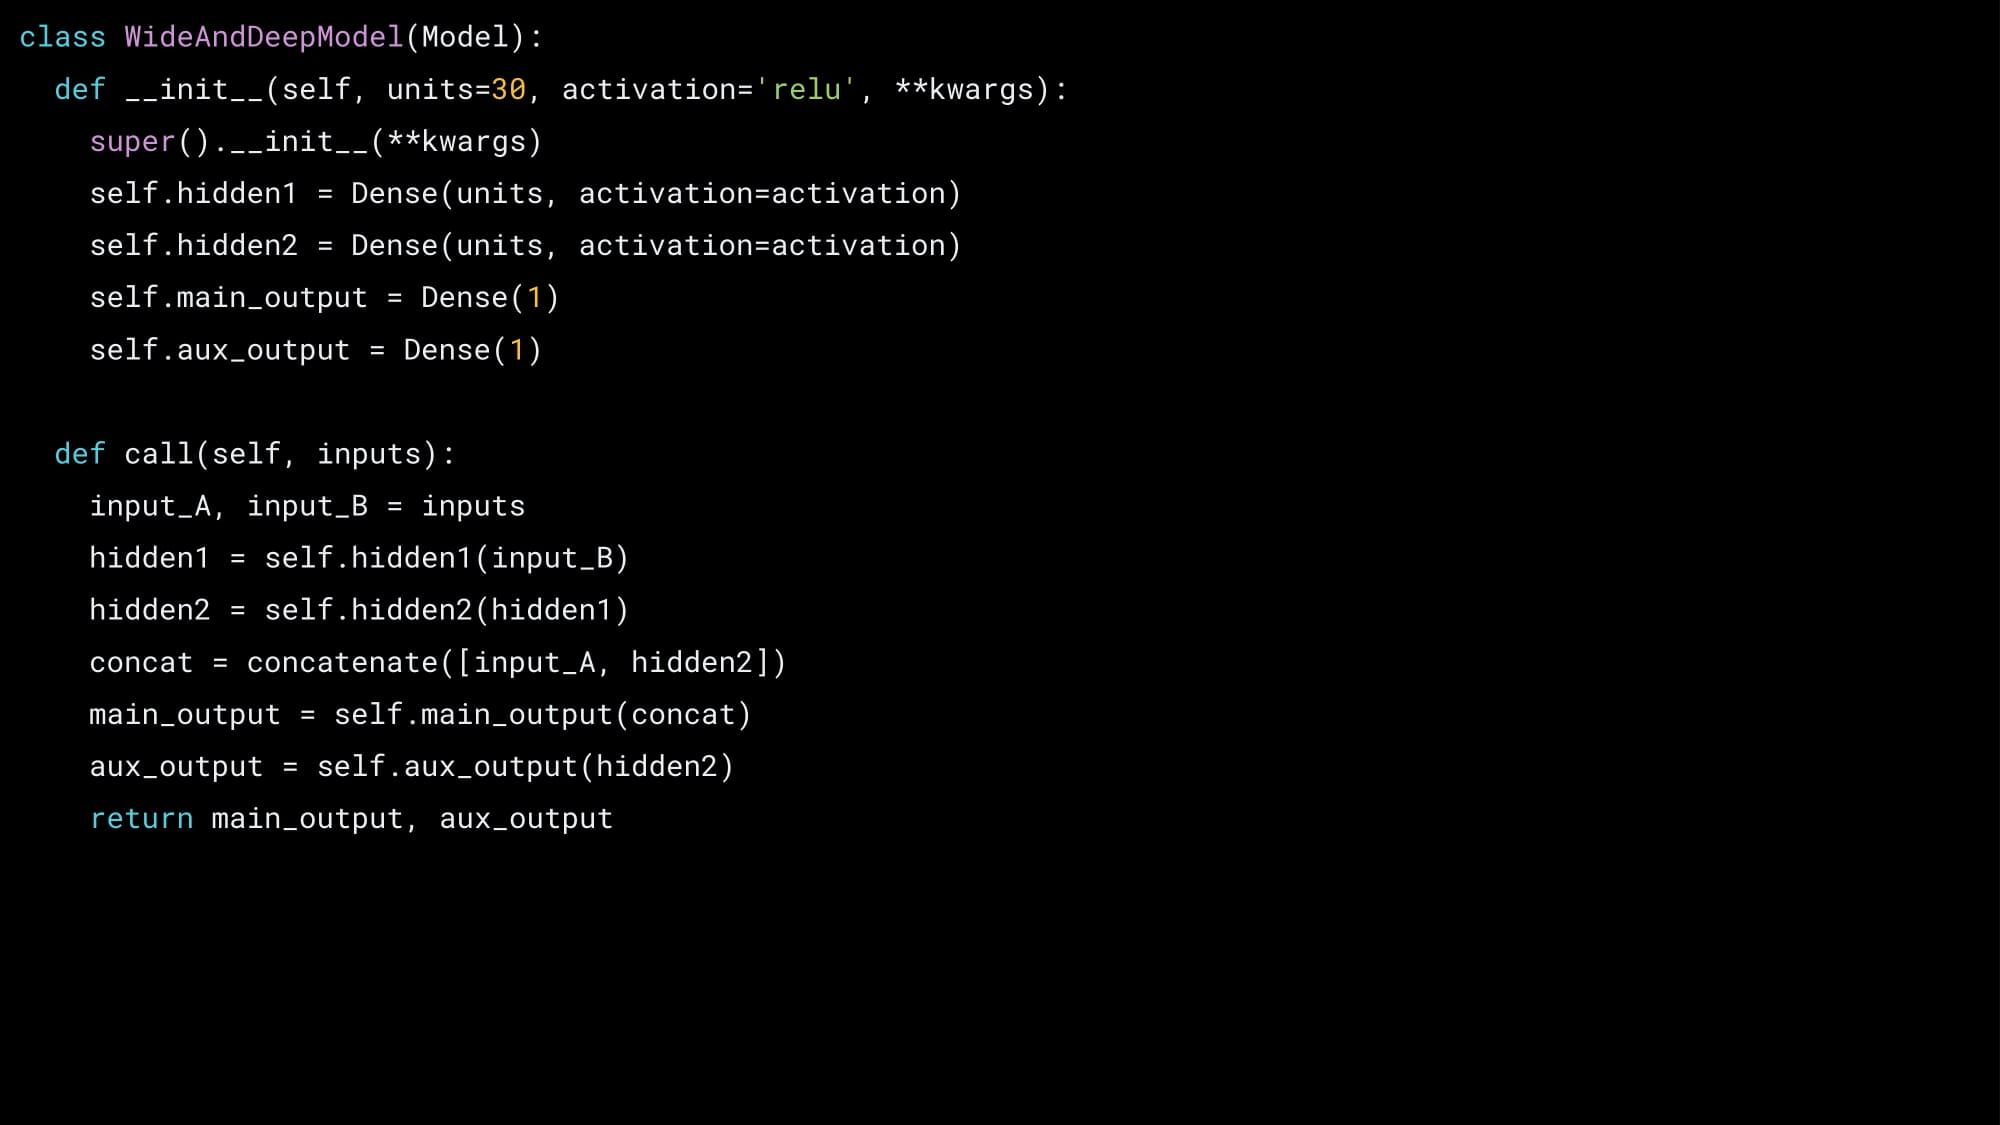 class WideAndDeepModel(Model):
  def __init__(self, units=30, activation='relu', **kwargs):
    super().__init__(**kwargs)
    self.hidden1 = Dense(units, activation=activation)
    self.hidden2 = Dense(units, activation=activation)
    self.main_output = Dense(1)
    self.aux_output = Dense(1)

  def call(self, inputs):
    input_A, input_B = inputs
    hidden1 = self.hidden1(input_B)
    hidden2 = self.hidden2(hidden1)
    concat = concatenate([input_A, hidden2])
    main_output = self.main_output(concat)
    aux_output = self.aux_output(hidden2)
    return main_output, aux_output